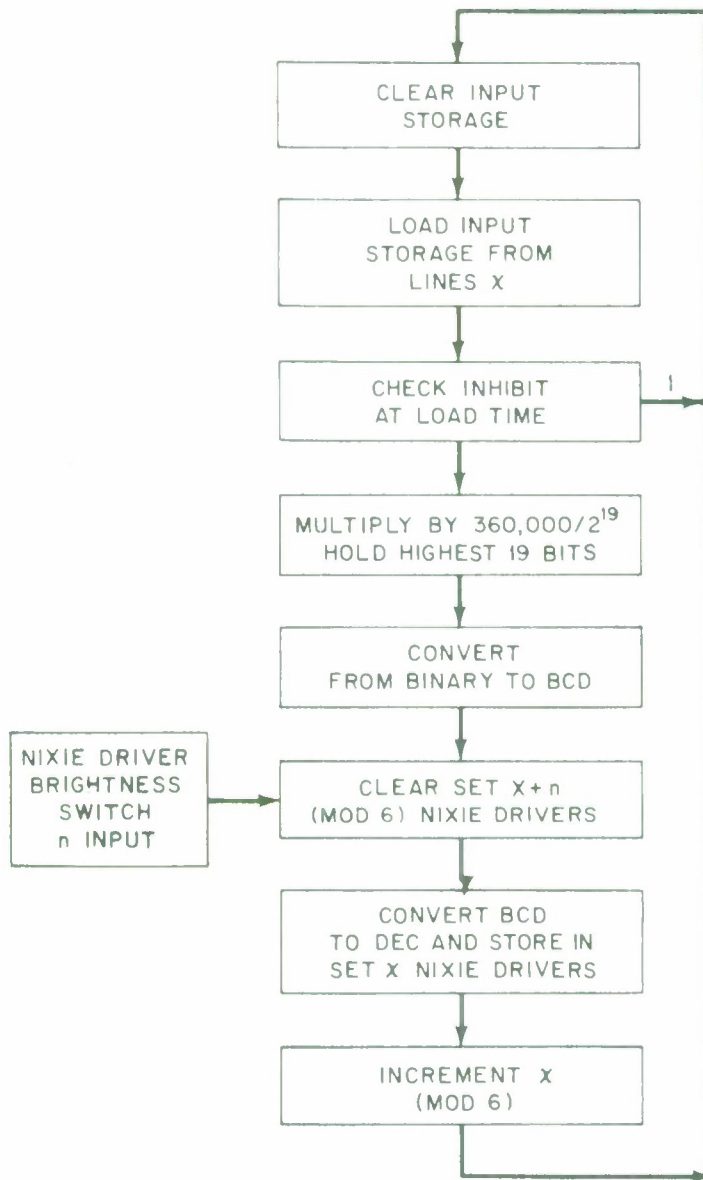 CLEAR INPUT
STORAGE
LOAD INPUT
STORAGE FROM
LINES χ
CHECK INHIBIT
AT LOAD TIME
1
MULTIPLY BY 360,000/2¹⁹
HOLD HIGHEST 19 BITS
CONVERT
FROM BINARY TO BCD
NIXIE DRIVER
BRIGHTNESS
SWITCH
n INPUT
CLEAR SET χ+n
(MOD 6) NIXIE DRIVERS
CONVERT BCD
TO DEC AND STORE IN
SET χ NIXIE DRIVERS
INCREMENT χ
(MOD 6)